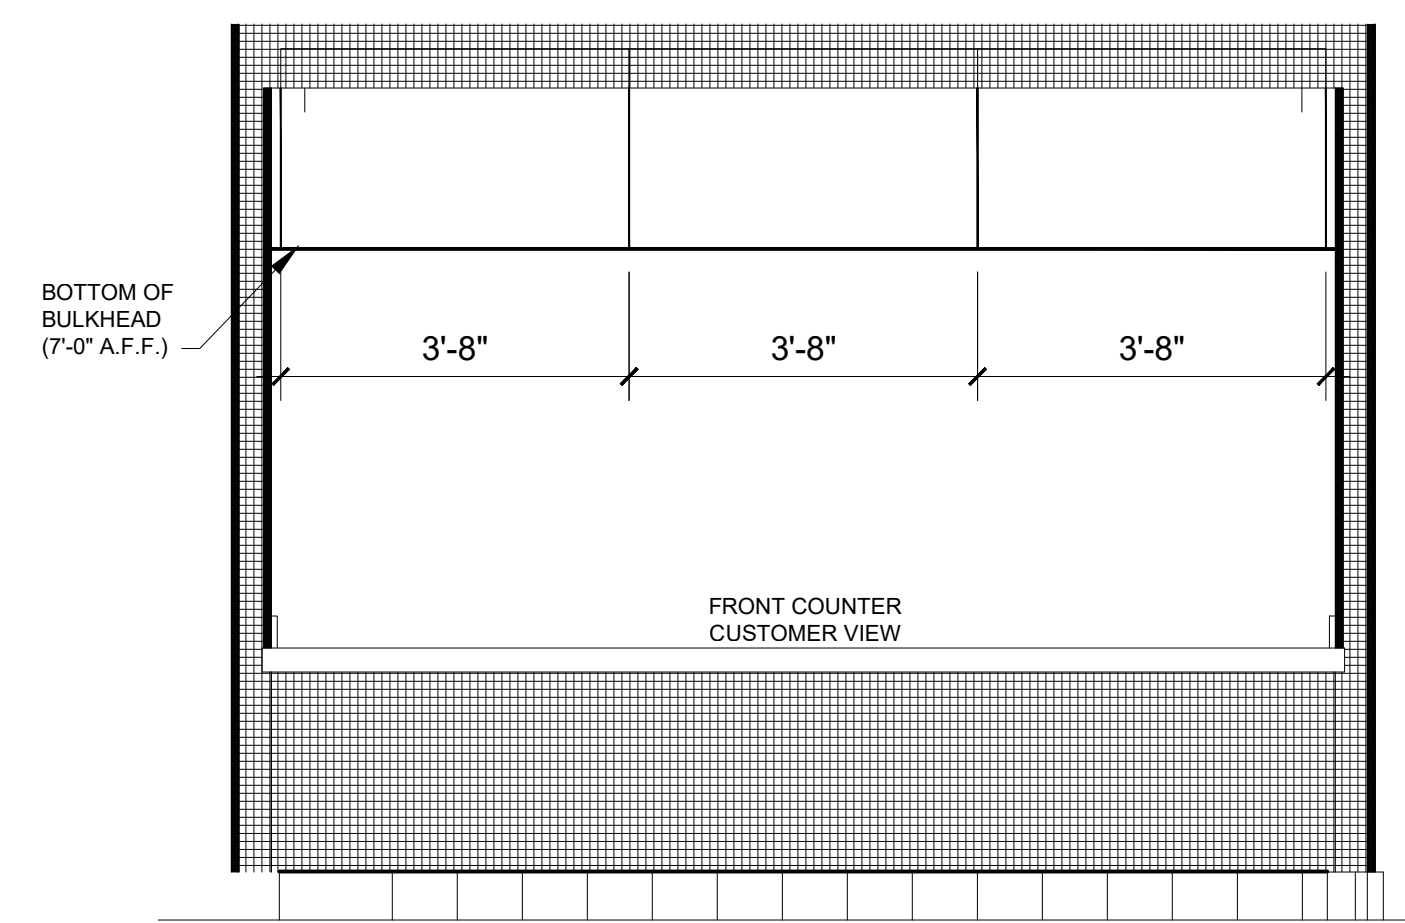 BOTTOM OF
BULKHEAD
(7'-0" A.F.F.)
3'-8"
3'-8"
3'-8"
FRONT COUNTER
CUSTOMER VIEW